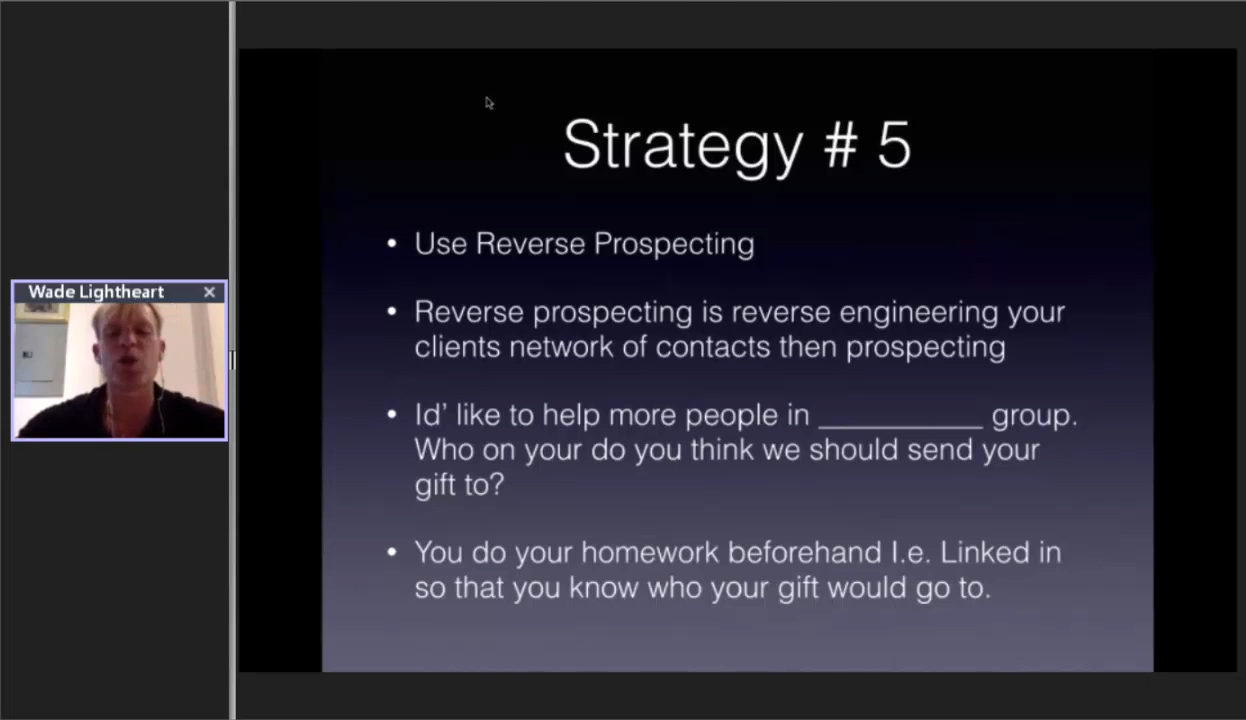 Wade Lightheart
Strategy # 5
• Use Reverse Prospecting
• Reverse prospecting is reverse engineering your
clients network of contacts then prospecting
• Id’ like to help more people in __________ group.
Who on your do you think we should send your
gift to?
• You do your homework beforehand I.e. Linked in
so that you know who your gift would go to.